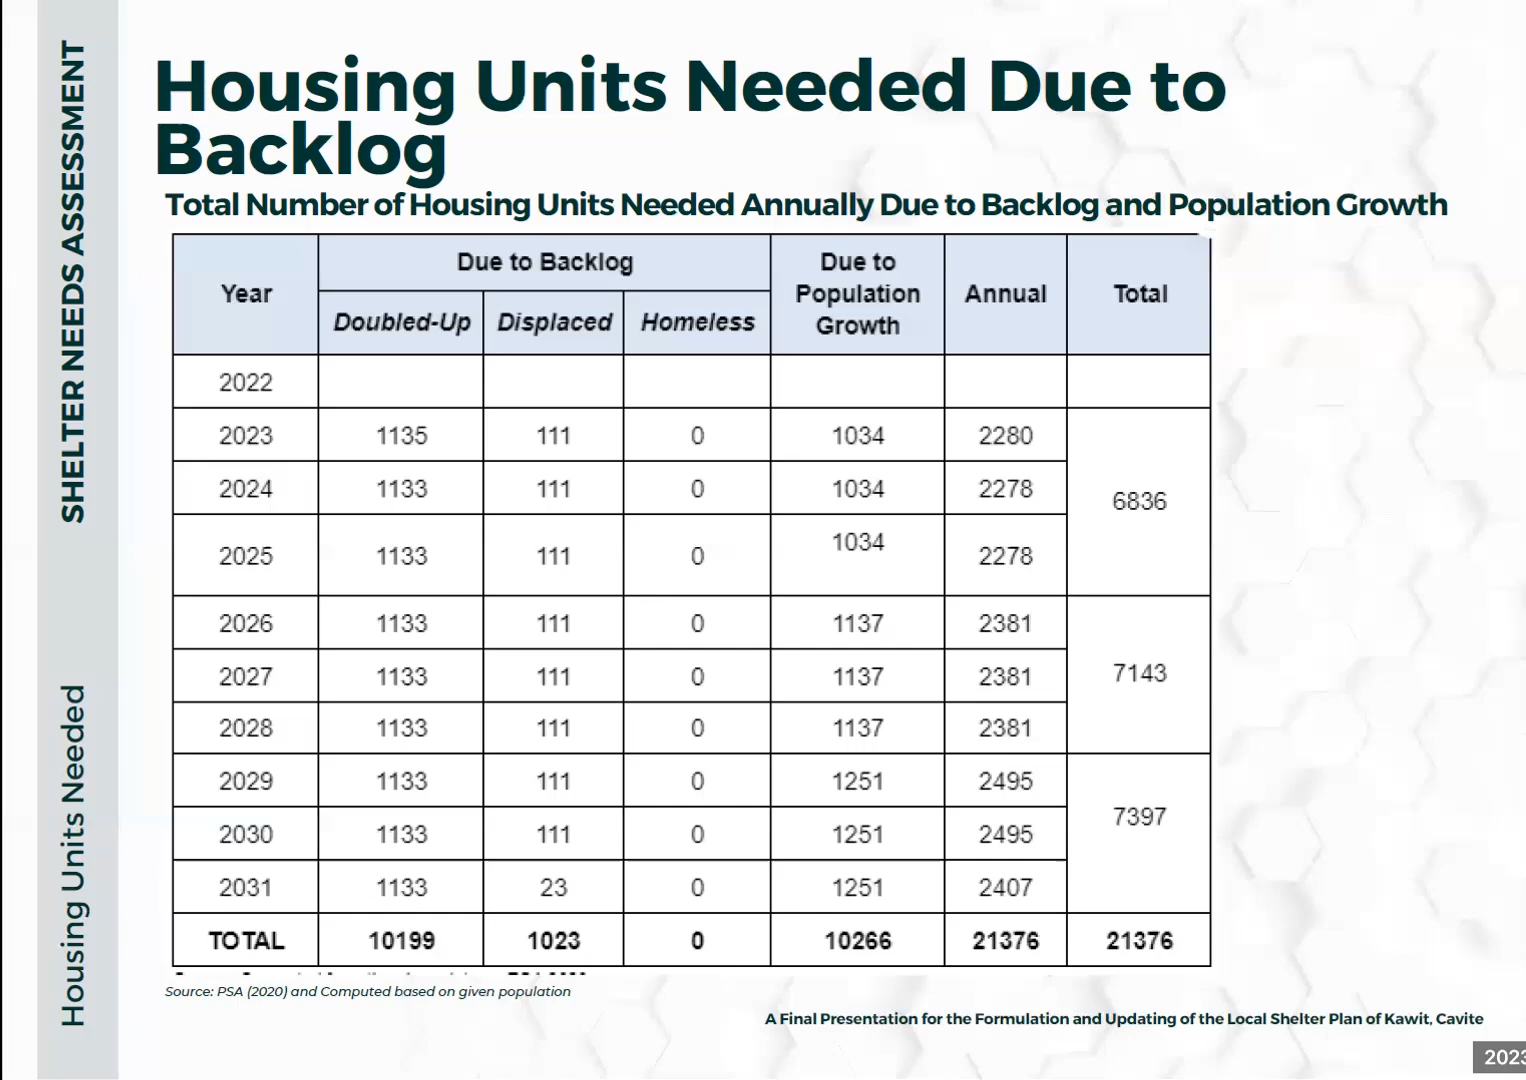 SHELTER NEEDS ASSESSMENT
Housing Units Needed
Housing Units Needed Due to
Backlog
Total Number of Housing Units Needed Annually Due to Backlog and Population Growth
Year Due to Backlog Due to Population Growth Annual Total
Doubled-Up Displaced Homeless
2022
2023 1135 111 0 1034 2280
2024 1133 111 0 1034 2278 6836
2025 1133 111 0 1034 2278
2026 1133 111 0 1137 2381
2027 1133 111 0 1137 2381 7143
2028 1133 111 0 1137 2381
2029 1133 111 0 1251 2495
2030 1133 111 0 1251 2495 7397
2031 1133 23 0 1251 2407
TOTAL 10199 1023 0 10266 21376 21376
Source: PSA (2020) and Computed based on given population
A Final Presentation for the Formulation and Updating of the Local Shelter Plan of Kawit, Cavite
2023